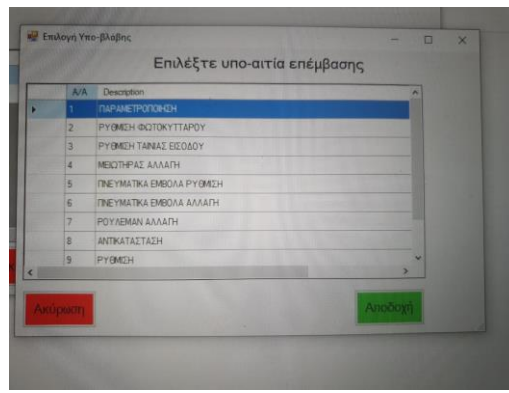 Επιλογή Υπο-βλάβης
Επιλέξτε υπο-αιτία επέμβασης
Α/Α Description
1 ΠΑΡΑΜΕΤΡΟΠΟΙΗΣΗ
2 ΡΥΘΜΙΣΗ ΦΩΤΟΚΥΤΤΑΡΟΥ
3 ΡΥΘΜΙΣΗ ΤΑΙΝΙΑΣ ΕΙΣΟΔΟΥ
4 ΜΕΙΩΤΗΡΑΣ ΑΛΛΑΓΗ
5 ΠΝΕΥΜΑΤΙΚΑ ΕΜΒΟΛΑ ΡΥΘΜΙΣΗ
6 ΠΝΕΥΜΑΤΙΚΑ ΕΜΒΟΛΑ ΑΛΛΑΓΗ
7 ΡΟΥΛΕΜΑΝ ΑΛΛΑΓΗ
8 ΑΝΤΙΚΑΤΑΣΤΑΣΗ
9 ΡΥΘΜΙΣΗ
Ακύρωση Αποδοχή